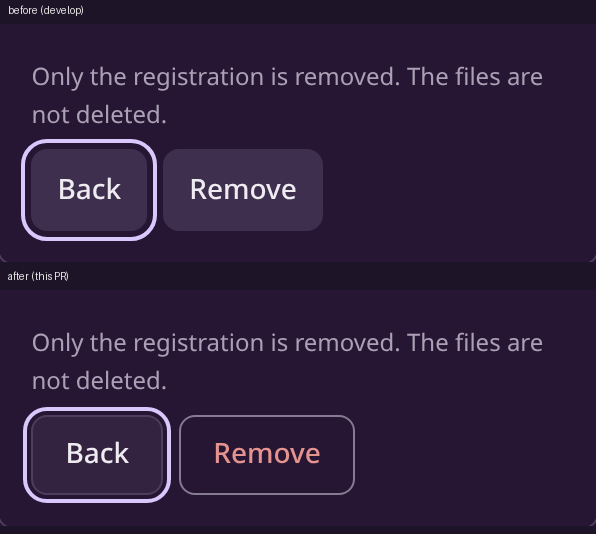 before (develop)
Only the registration is removed. The files are
not deleted.
Back Remove
after (this PR)
Only the registration is removed. The files are
not deleted.
Back Remove